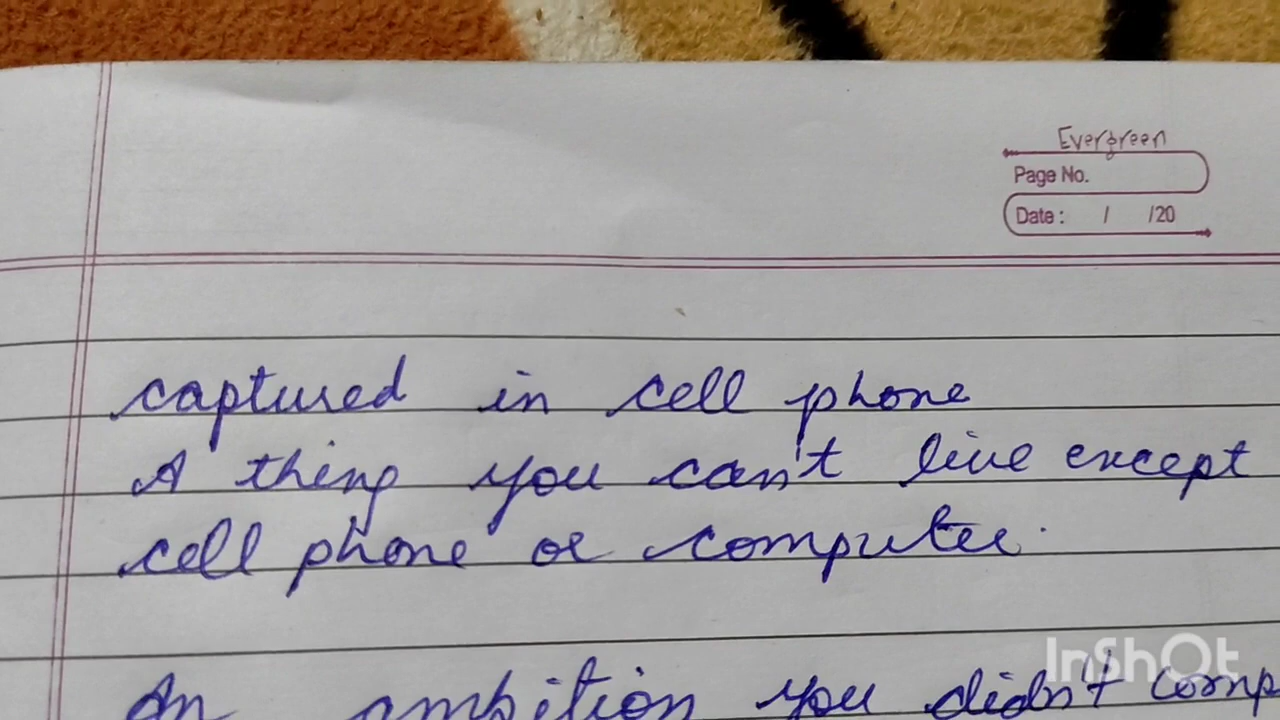 Evergreen
Page No.
Date : / /20
captured in cell phone
A thing you can't live except
cell phone or computer.
An ambition you didn't comp
InShOt